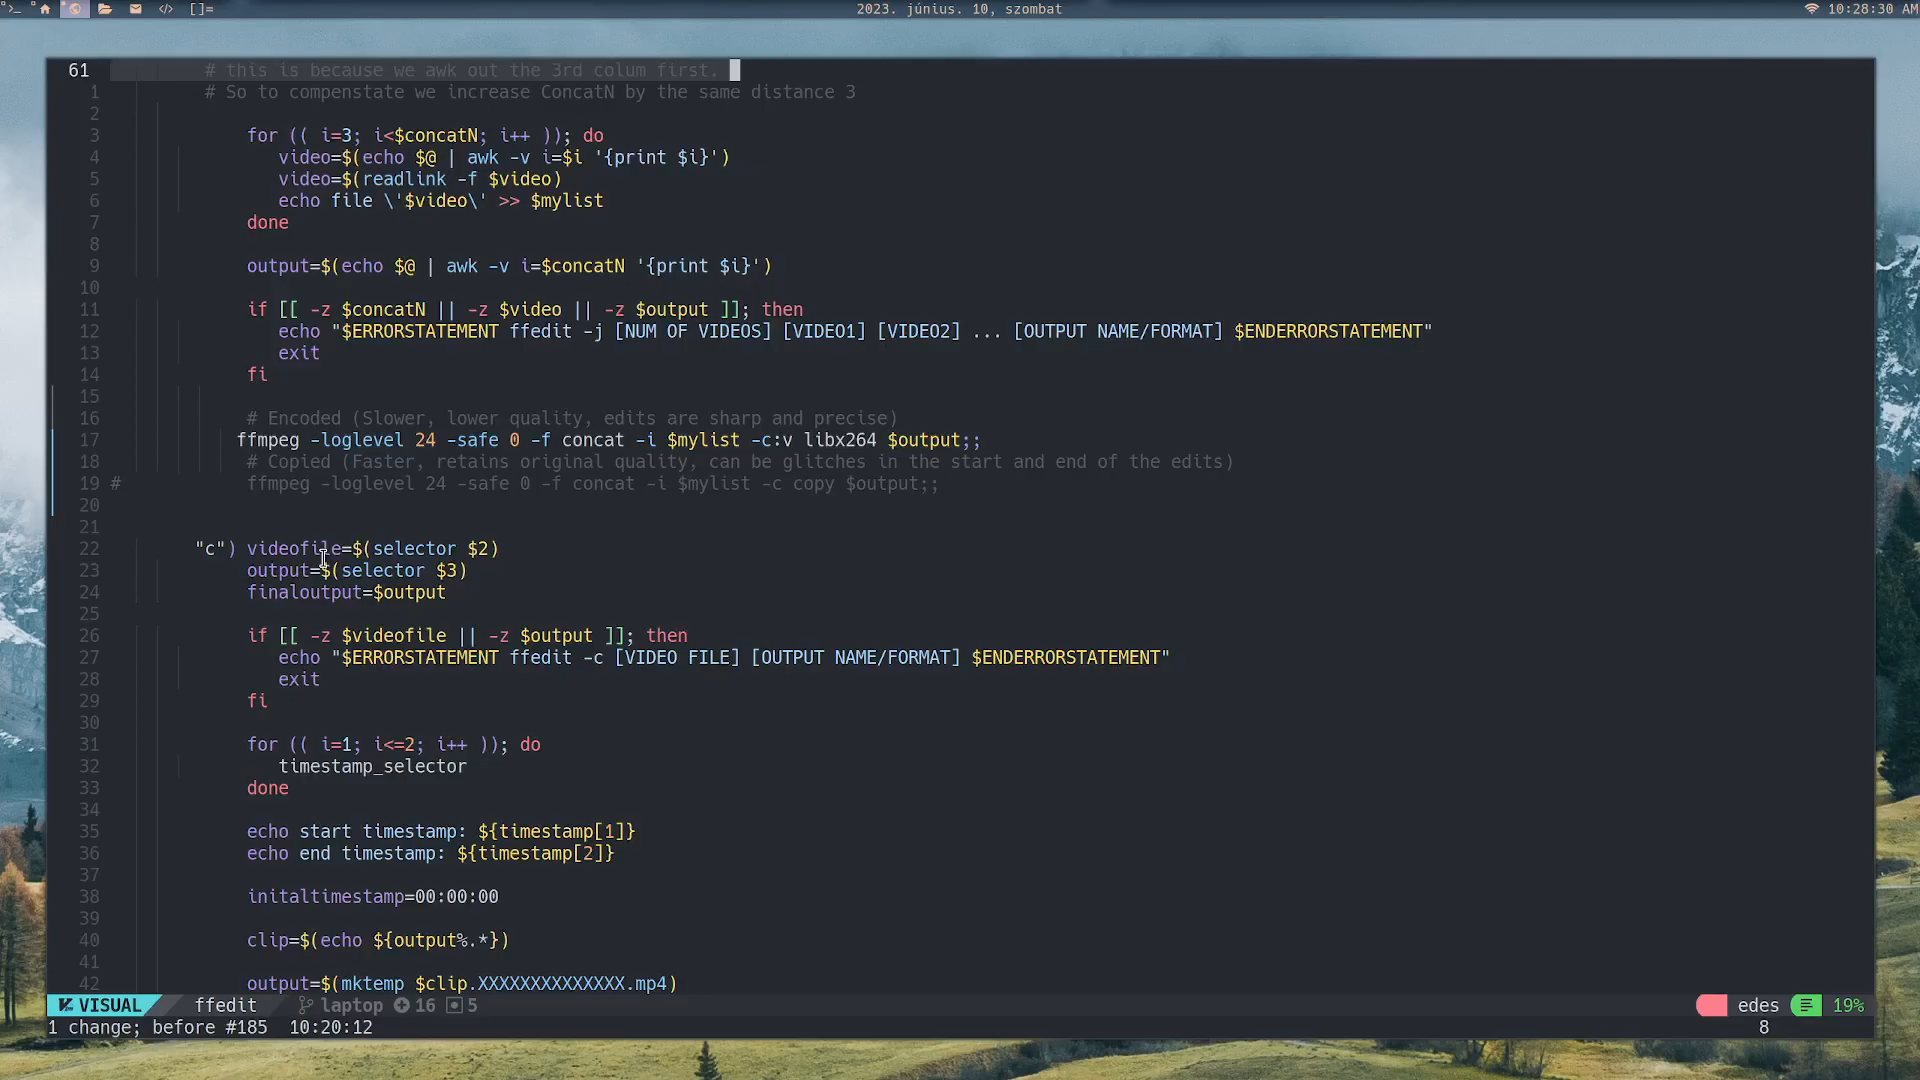 []= 2023. június. 10, szombat 10:28:30 AM
61 # this is because we awk out the 3rd colum first.
1 # So to compenstate we increase ConcatN by the same distance 3
2
3 for (( i=3; i<$concatN; i++ )); do
4 video=$(echo $@ | awk -v i=$i '{print $i}')
5 video=$(readlink -f $video)
6 echo file \'$video\' >> $mylist
7 done
8
9 output=$(echo $@ | awk -v i=$concatN '{print $i}')
10
11 if [[ -z $concatN || -z $video || -z $output ]]; then
12 echo "$ERRORSTATEMENT ffedit -j [NUM OF VIDEOS] [VIDEO1] [VIDEO2] ... [OUTPUT NAME/FORMAT] $ENDERRORSTATEMENT"
13 exit
14 fi
15
16 # Encoded (Slower, lower quality, edits are sharp and precise)
17 ffmpeg -loglevel 24 -safe 0 -f concat -i $mylist -c:v libx264 $output;;
18 # Copied (Faster, retains original quality, can be glitches in the start and end of the edits)
19 # ffmpeg -loglevel 24 -safe 0 -f concat -i $mylist -c copy $output;;
20
21
22 "c") videofile=$(selector $2)
23 output=$(selector $3)
24 finaloutput=$output
25
26 if [[ -z $videofile || -z $output ]]; then
27 echo "$ERRORSTATEMENT ffedit -c [VIDEO FILE] [OUTPUT NAME/FORMAT] $ENDERRORSTATEMENT"
28 exit
29 fi
30
31 for (( i=1; i<=2; i++ )); do
32 timestamp_selector
33 done
34
35 echo start timestamp: ${timestamp[1]}
36 echo end timestamp: ${timestamp[2]}
37
38 initaltimestamp=00:00:00
39
40 clip=$(echo ${output%.*})
41
42 output=$(mktemp $clip.XXXXXXXXXXXXXX.mp4)
VISUAL ffedit laptop 16 5 edes 19%
1 change; before #185 10:20:12 8